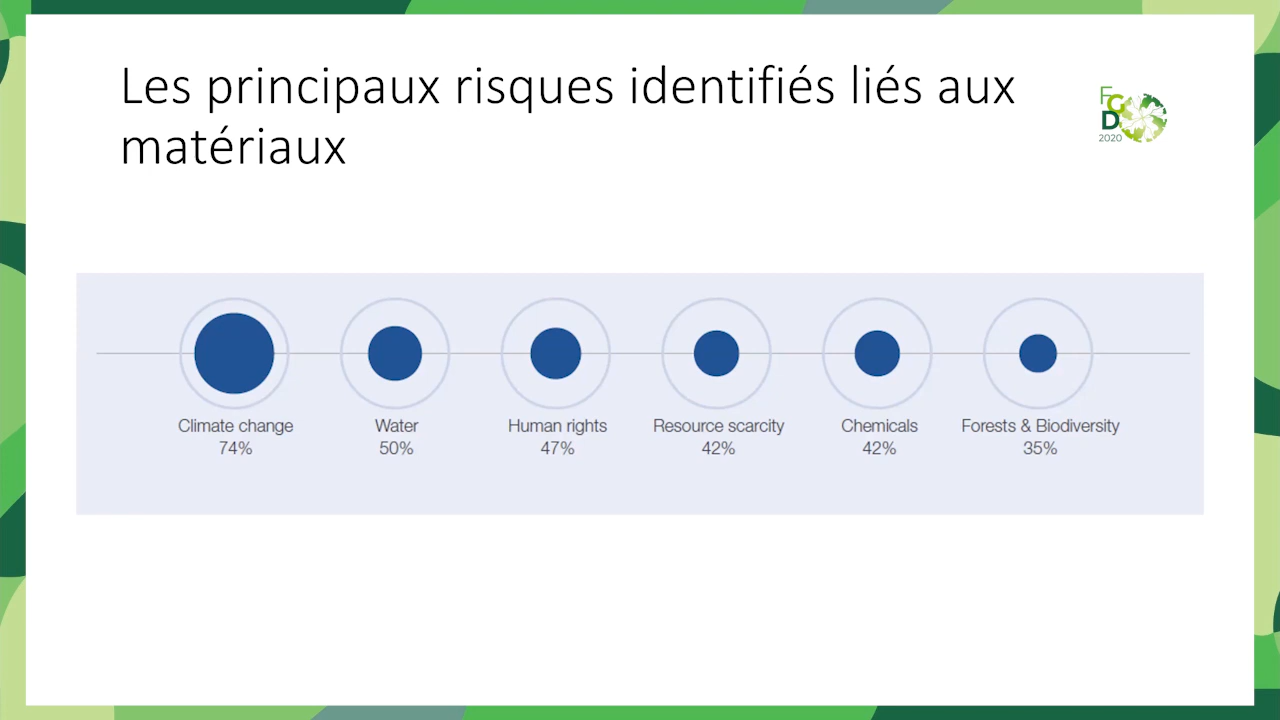 Les principaux risques identifiés liés aux
matériaux
FGD
2020
Climate change
74%
Water
50%
Human rights
47%
Resource scarcity
42%
Chemicals
42%
Forests & Biodiversity
35%